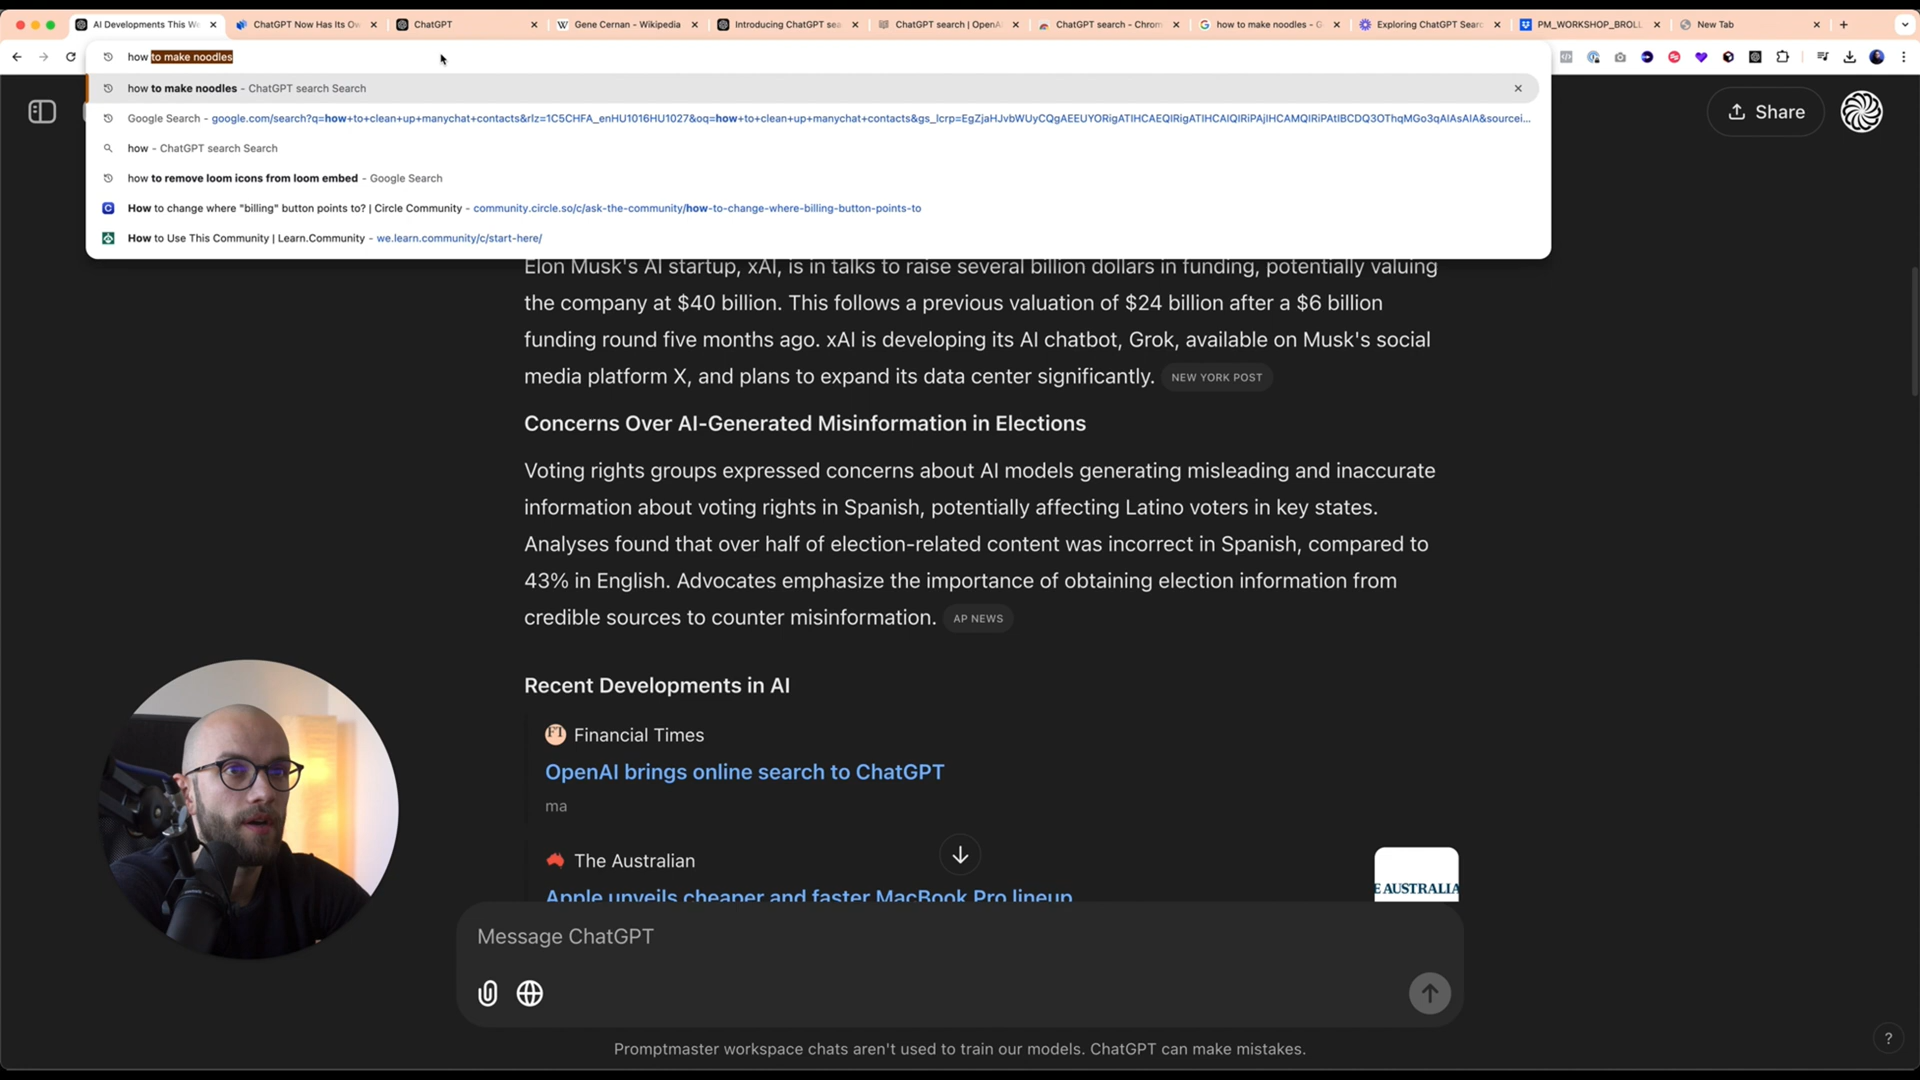 AI Developments This We
ChatGPT Now Has Its Ow
ChatGPT
Gene Cernan - Wikipedia
Introducing ChatGPT sea
ChatGPT search | OpenA
ChatGPT search - Chrom
how to make noodles - G
Exploring ChatGPT Searc
PM_WORKSHOP_BROLL
New Tab
how to make noodles
how to make noodles - ChatGPT search Search
Google Search - google.com/search?q=how+to+clean+up+manychat+contacts&rlz=1C5CHFA_enHU1016HU1027&oq=how+to+clean+up+manychat+contacts&gs_lcrp=EgZjaHJvbWUyCQgAEEUYORigATIHCAEQIRigATIHCAIQIRiPAjIHCAMQIRiPAtIBCDQ3OThqMGo3qAIAsAIA&sourcei...
how - ChatGPT search Search
how to remove loom icons from loom embed - Google Search
How to change where "billing" button points to? | Circle Community - community.circle.so/c/ask-the-community/how-to-change-where-billing-button-points-to
How to Use This Community | Learn.Community - we.learn.community/c/start-here/
Share
Elon Musk's AI startup, xAI, is in talks to raise several billion dollars in funding, potentially valuing
the company at $40 billion. This follows a previous valuation of $24 billion after a $6 billion
funding round five months ago. xAI is developing its AI chatbot, Grok, available on Musk's social
media platform X, and plans to expand its data center significantly. NEW YORK POST
Concerns Over AI-Generated Misinformation in Elections
Voting rights groups expressed concerns about AI models generating misleading and inaccurate
information about voting rights in Spanish, potentially affecting Latino voters in key states.
Analyses found that over half of election-related content was incorrect in Spanish, compared to
43% in English. Advocates emphasize the importance of obtaining election information from
credible sources to counter misinformation. AP NEWS
Recent Developments in AI
FT Financial Times
OpenAI brings online search to ChatGPT
ma
The Australian
Apple unveils cheaper and faster MacBook Pro lineup
E AUSTRALIA
Message ChatGPT
Promptmaster workspace chats aren't used to train our models. ChatGPT can make mistakes.
?